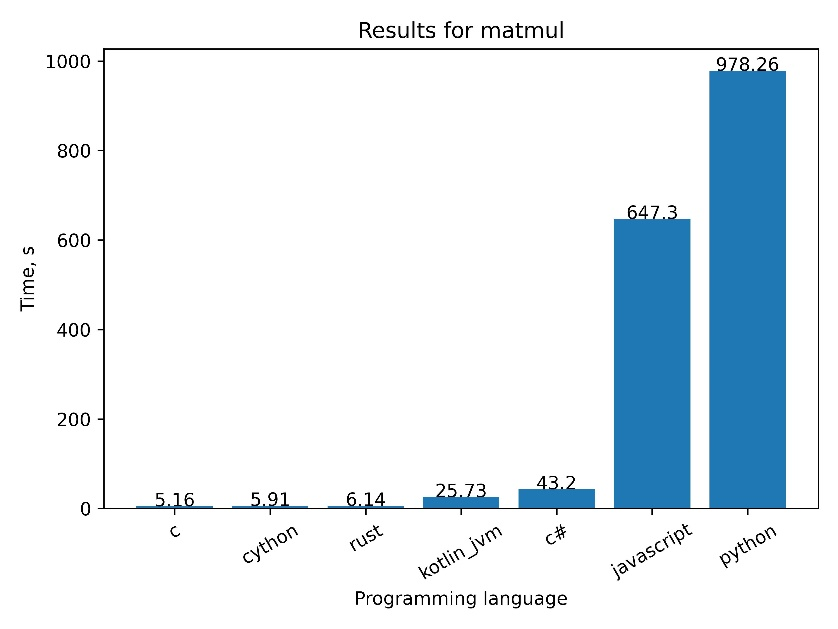 Results for matmul
Time, s
1000
800
600
400
200
0
5.16
5.91
6.14
25.73
43.2
647.3
978.26
c
cython
rust
kotlin_jvm
c#
javascript
python
Programming language